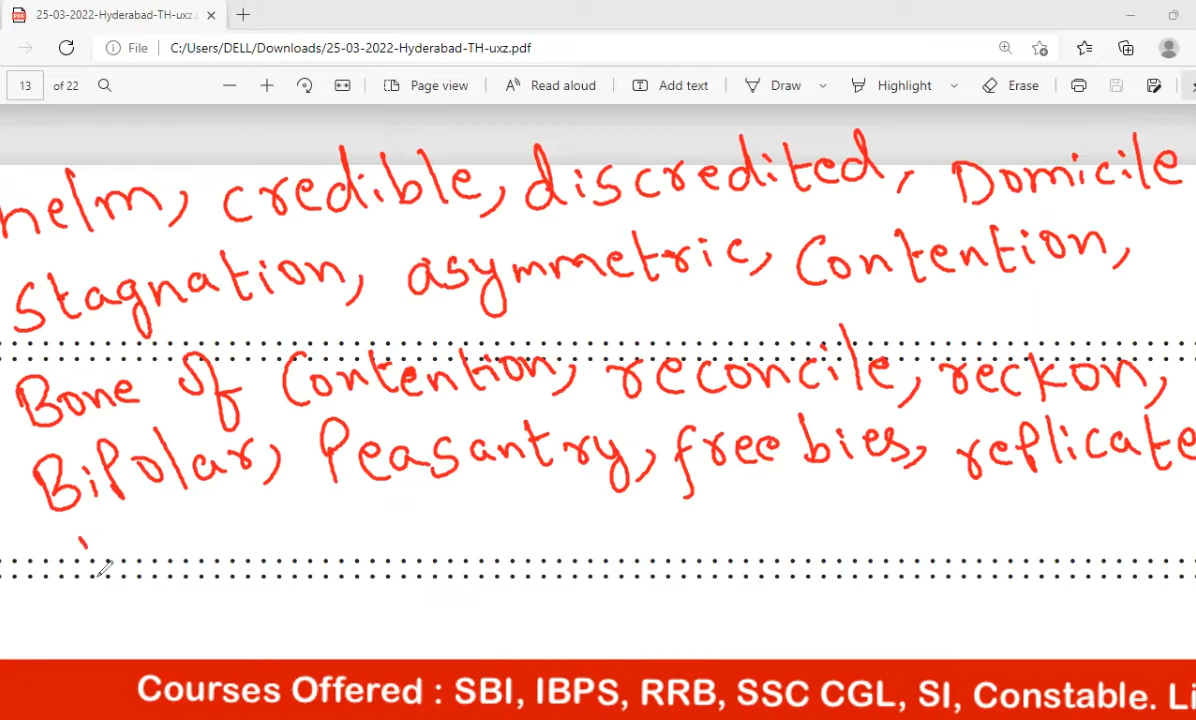 25-03-2022-Hyderabad-TH-uxz.
File C:/Users/DELL/Downloads/25-03-2022-Hyderabad-TH-uxz.pdf
13 of 22 Page view Read aloud Add text Draw Highlight Erase
helm, credible, discredited, Domicile
Stagnation, asymmetric, Contention,
Bone of Contention, reconcile, reckon,
Bipolar, Peasantry, freebies, replicate
Courses Offered : SBI, IBPS, RRB, SSC CGL, SI, Constable. Li